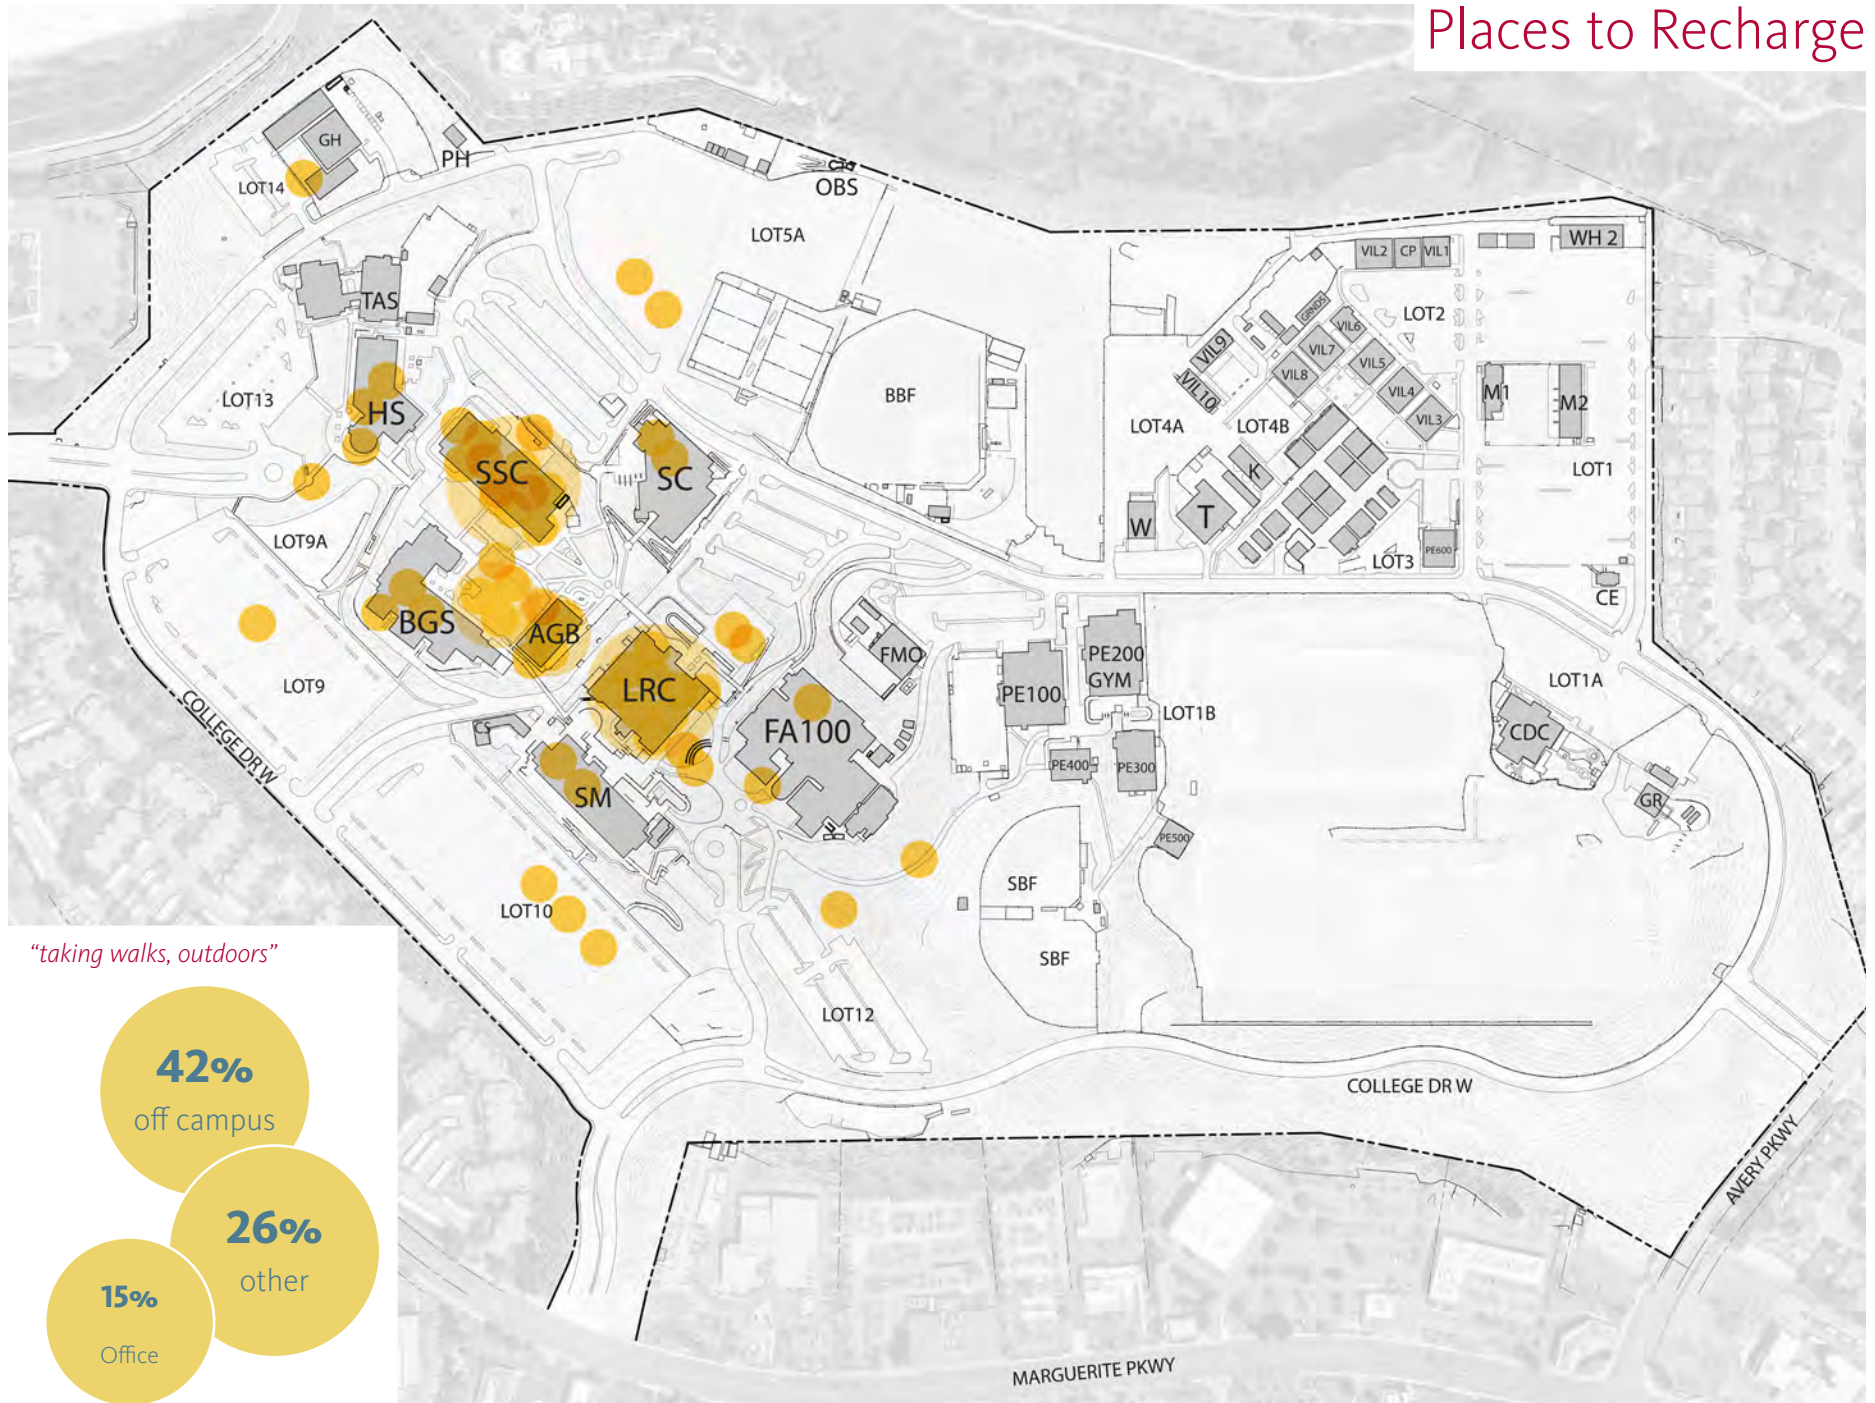 Places to Recharge
GH
PH
LOT14
OBS
LOT5A
WH 2
VIL2
CP
VIL1
TAS
GRNDS
LOT2
VIL6
VIL9
VIL7
VIL5
VIL8
VIL10
VIL4
VIL3
M1
M2
LOT13
HS
BBF
LOT4A
LOT4B
SSC
SC
K
LOT1
T
W
LOT9A
PE600
LOT3
CE
BGS
AGB
LOT9
LRC
FMO
PE200
GYM
PE100
LOT1B
LOT1A
COLLEGE DR W
CS
FA100
CDC
PE400
PE300
SM
GR
PE500
SBF
LOT10
SBF
LOT12
COLLEGE DR W
AVERY PKWY
MARGUERITE PKWY
“taking walks, outdoors”
42%
off campus
26%
other
15%
Office